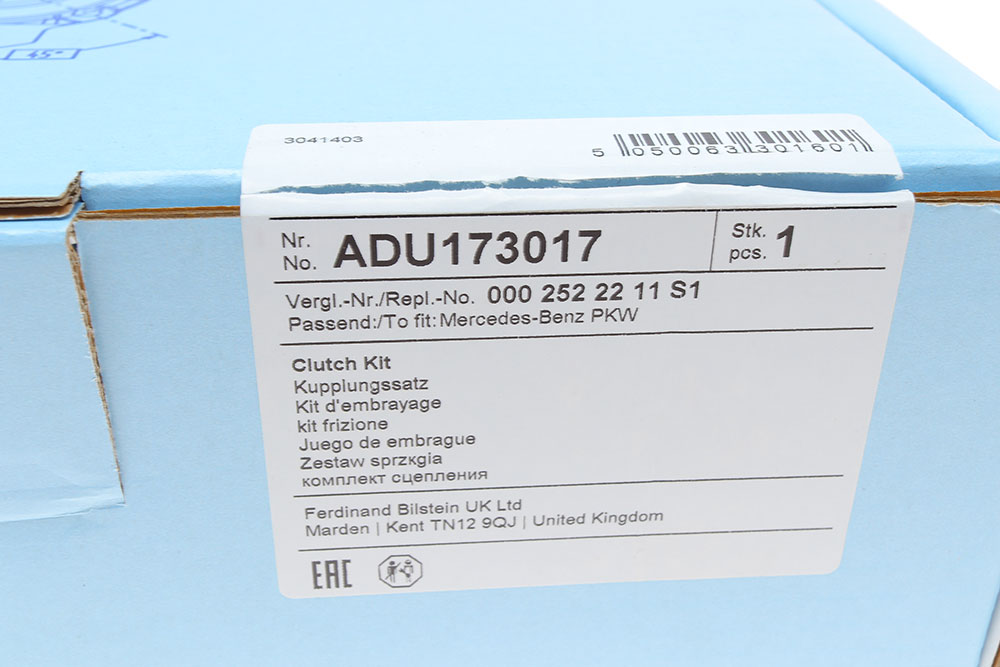 45°
3041403
5 050063 301601
Nr.
No. ADU173017
Stk.
pcs. 1
Vergl.-Nr./Repl.-No. 000 252 22 11 S1
Passend:/To fit: Mercedes-Benz PKW
Clutch Kit
Kupplungssatz
Kit d'embrayage
kit frizione
Juego de embrague
Zestaw sprzкgіa
комплект сцепления
Ferdinand Bilstein UK Ltd
Marden | Kent TN12 9QJ | United Kingdom
EAC